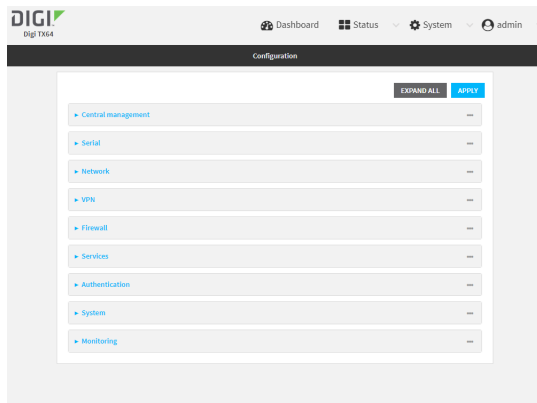 DIGI
Digi TX64
Dashboard Status System admin
Configuration
EXPAND ALL APPLY
Central management
Serial
Network
VPN
Firewall
Services
Authentication
System
Monitoring